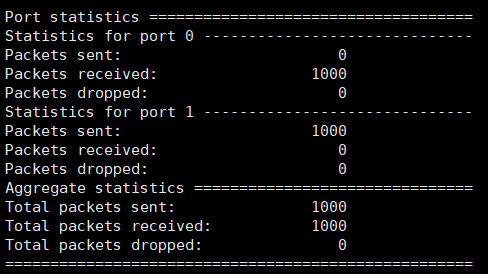 Port statistics ====================================
Statistics for port 0 ------------------------------
Packets sent:                        0
Packets received:                 1000
Packets dropped:                     0
Statistics for port 1 ------------------------------
Packets sent:                     1000
Packets received:                    0
Packets dropped:                     0
Aggregate statistics ===============================
Total packets sent:               1000
Total packets received:           1000
Total packets dropped:               0
====================================================